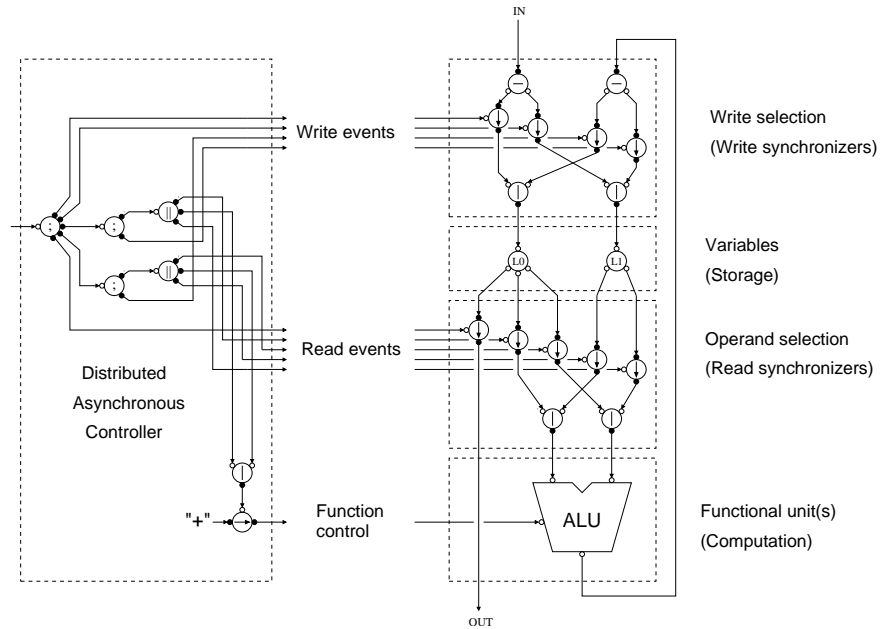 IN
Write selection
(Write synchronizers)
Write events
;
;
||
;
||
L0
L1
Variables
(Storage)
Read events
Operand selection
(Read synchronizers)
Distributed
Asynchronous
Controller
"+"
Function
control
ALU
Functional unit(s)
(Computation)
OUT